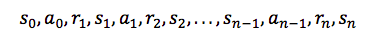 s₀, a₀, r₁, s₁, a₁, r₂, s₂, …, sₙ₋₁, aₙ₋₁, rₙ, sₙ